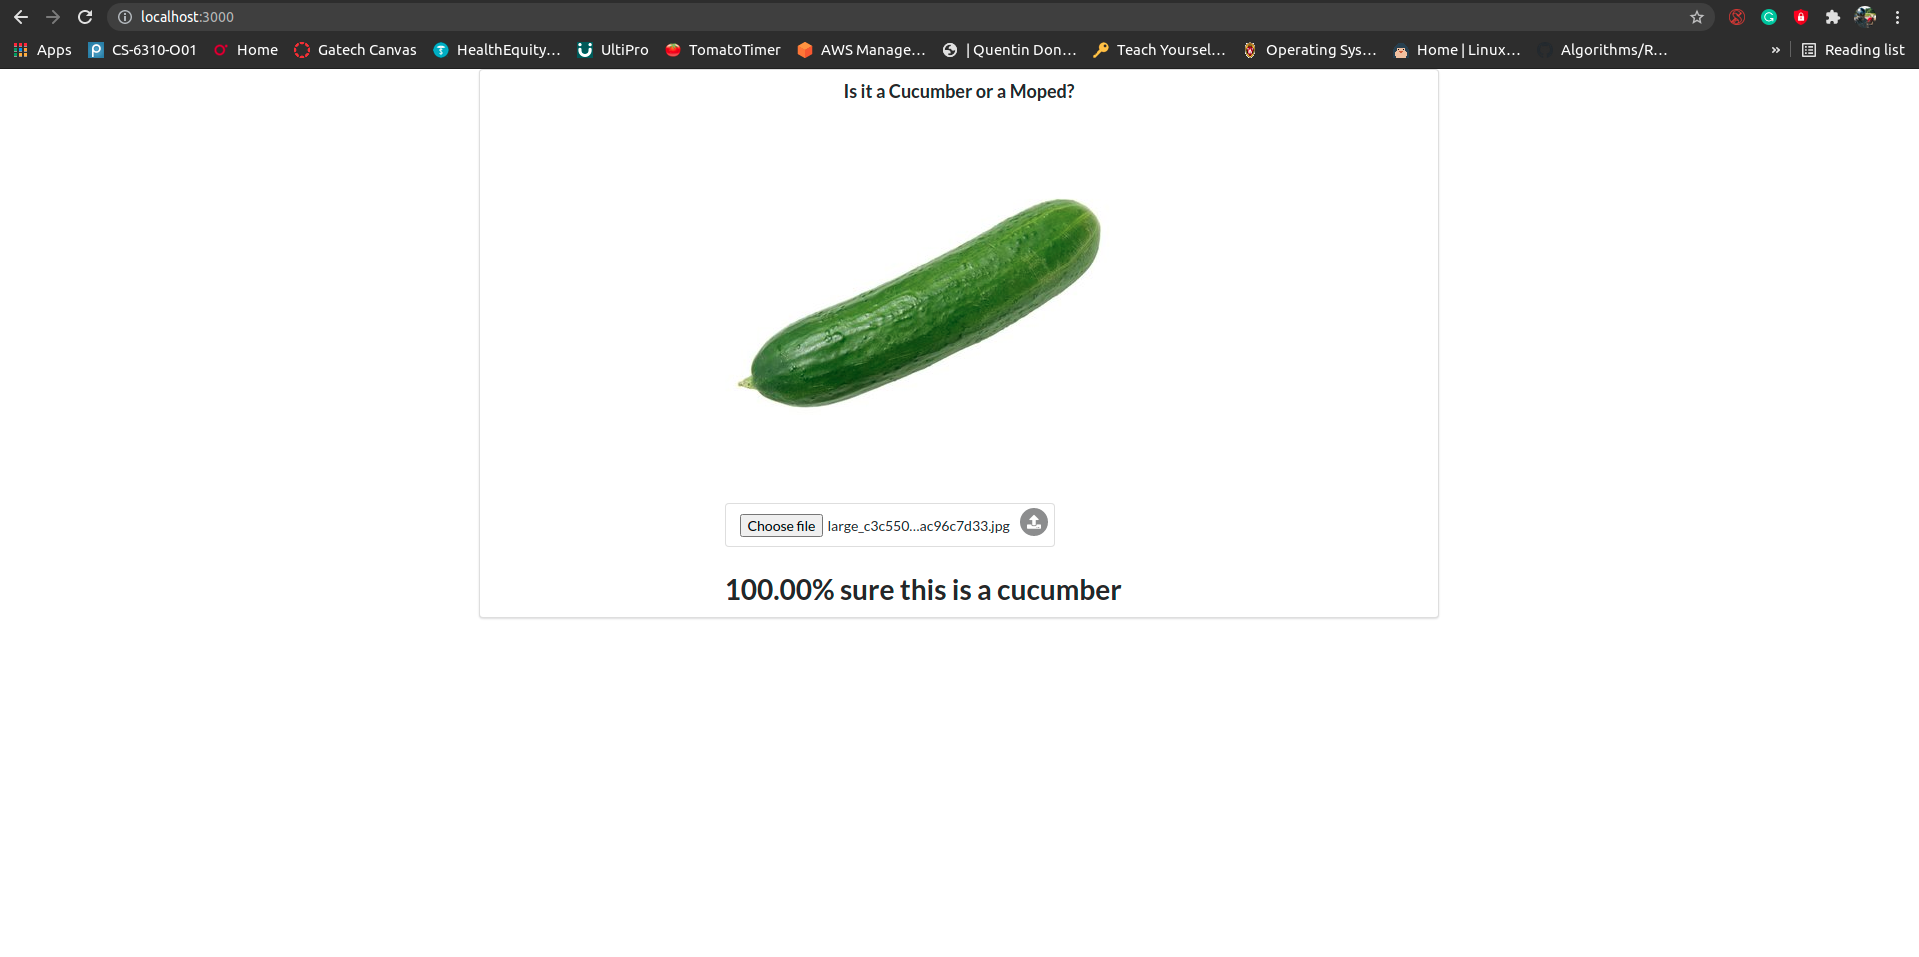 localhost:3000
Apps CS-6310-O01 Home Gatech Canvas HealthEquity... UltiPro TomatoTimer AWS Manage... | Quentin Don... Teach Yoursel... Operating Sys... Home | Linux... Algorithms/R... » Reading list
Is it a Cucumber or a Moped?
Choose file large_c3c550...ac96c7d33.jpg
100.00% sure this is a cucumber